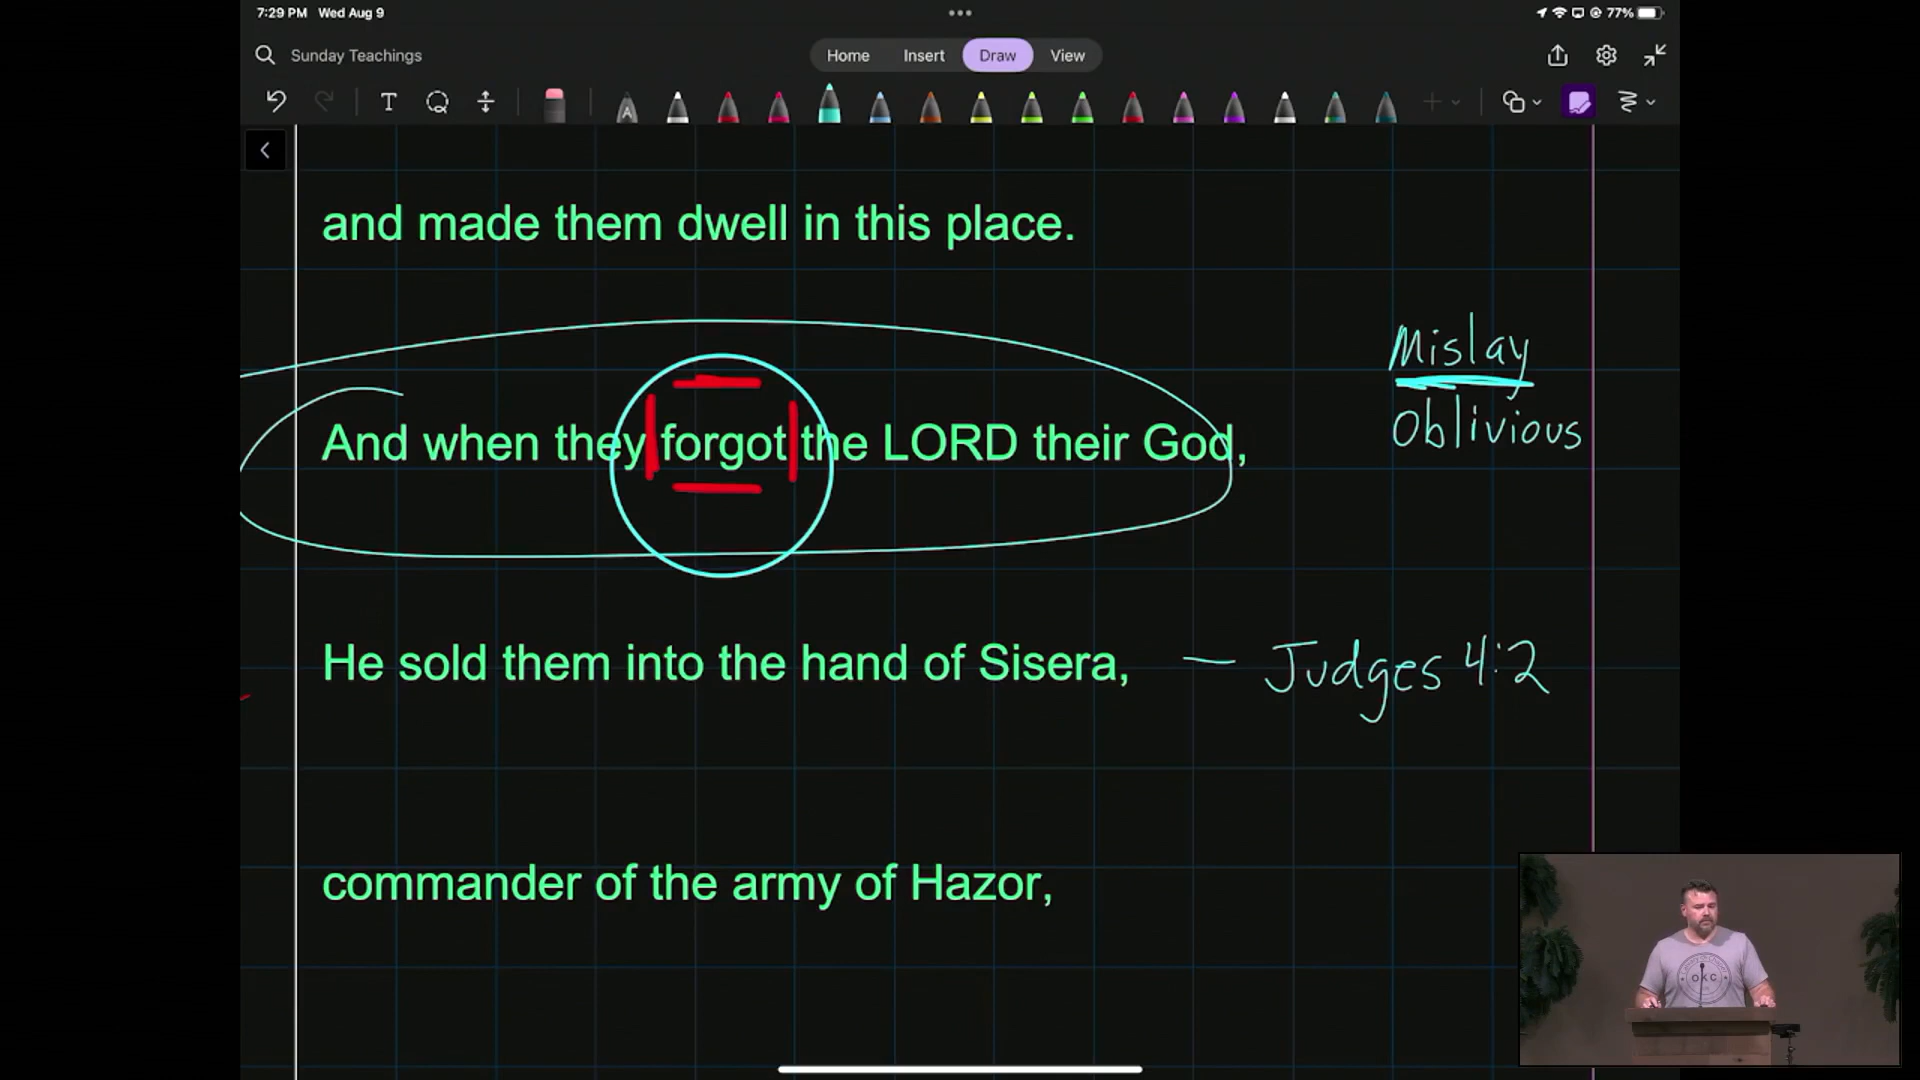 7:29 PM Wed Aug 9
77%
Sunday Teachings
Home Insert Draw View
T
A
and made them dwell in this place.
Mislay
And when they forgot the LORD their God,
Oblivious
He sold them into the hand of Sisera, — Judges 4:2
commander of the army of Hazor,
OKC